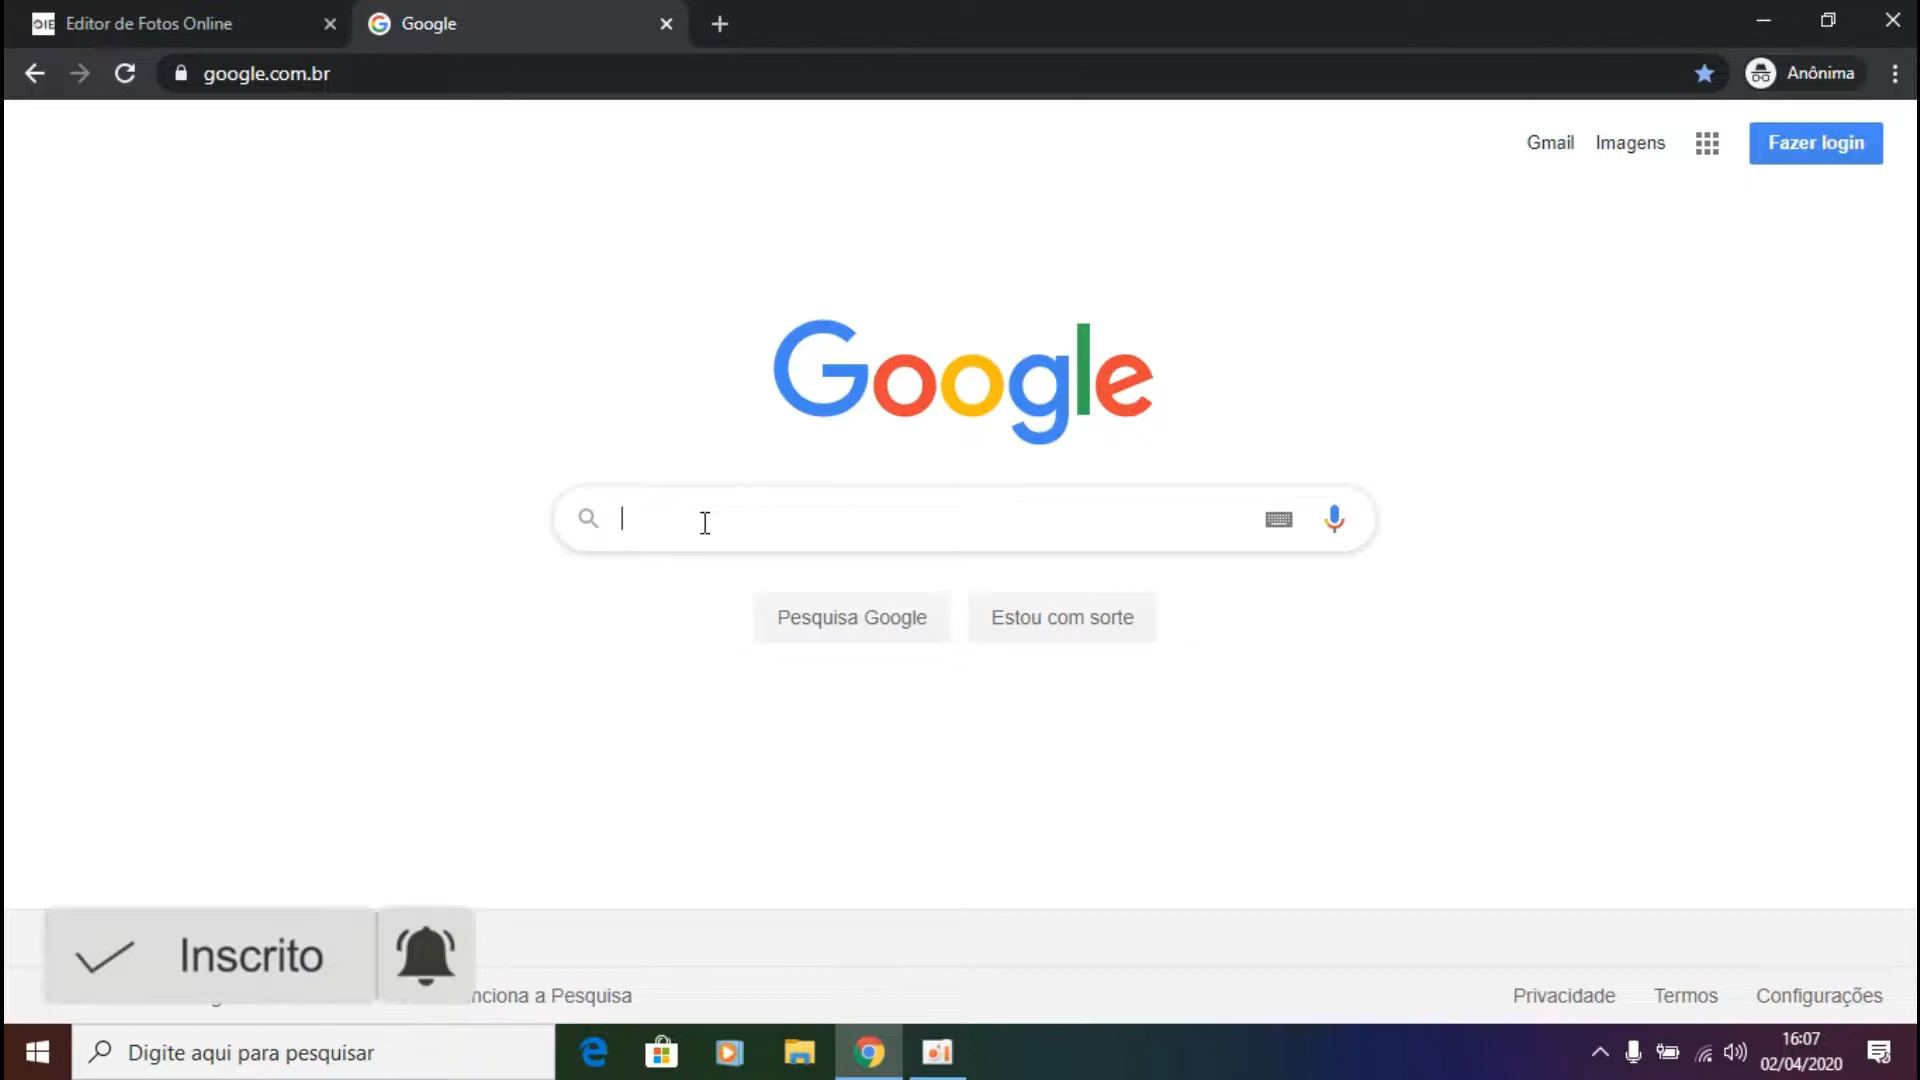 OIE Editor de Fotos Online
Google
google.com.br
Anônima
Gmail Imagens Fazer login
Google
Pesquisa Google Estou com sorte
Inscrito
nciona a Pesquisa
Privacidade Termos Configurações
Digite aqui para pesquisar
16:07
02/04/2020